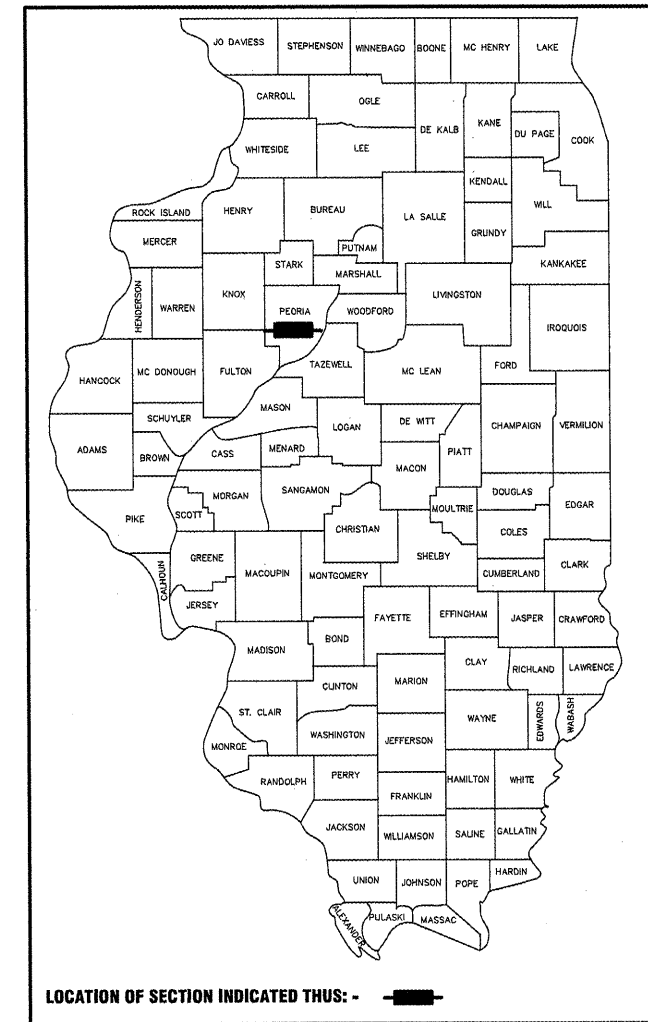 JO DAVIESS STEPHENSON WINNEBAGO BOONE MC HENRY LAKE
CARROLL OGLE DE KALB KANE DU PAGE COOK
WHITESIDE LEE
KENDALL WILL
ROCK ISLAND HENRY BUREAU LA SALLE GRUNDY
MERCER PUTNAM
STARK MARSHALL KANKAKEE
HENDERSON WARREN KNOX PEORIA WOODFORD LIVINGSTON IROQUOIS
HANCOCK MC DONOUGH FULTON TAZEWELL MC LEAN FORD
SCHUYLER MASON LOGAN DE WITT CHAMPAIGN VERMILION
ADAMS BROWN CASS MENARD PIATT
MACON
PIKE SCOTT MORGAN SANGAMON MOULTRIE DOUGLAS EDGAR
CHRISTIAN COLES
CALHOUN GREENE MACOUPIN MONTGOMERY SHELBY CUMBERLAND CLARK
JERSEY
MADISON BOND FAYETTE EFFINGHAM JASPER CRAWFORD
CLINTON MARION CLAY RICHLAND LAWRENCE
ST. CLAIR WASHINGTON JEFFERSON WAYNE EDWARDS WABASH
MONROE
RANDOLPH PERRY FRANKLIN HAMILTON WHITE
JACKSON WILLIAMSON SALINE GALLATIN
UNION JOHNSON POPE HARDIN
ALEXANDER PULASKI MASSAC
LOCATION OF SECTION INDICATED THUS: -